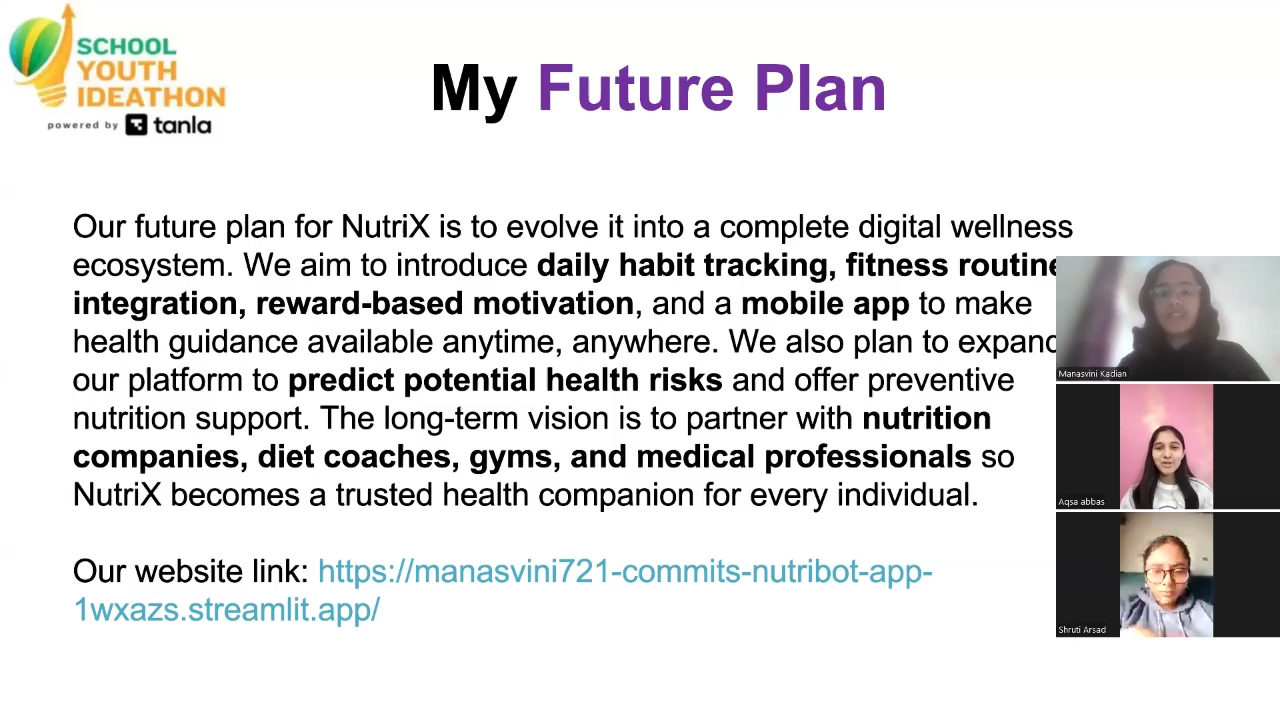 SCHOOL
YOUTH
IDEATHON
powered by tanla
My Future Plan
Our future plan for NutriX is to evolve it into a complete digital wellness
ecosystem. We aim to introduce daily habit tracking, fitness routine
integration, reward-based motivation, and a mobile app to make
health guidance available anytime, anywhere. We also plan to expand
our platform to predict potential health risks and offer preventive
nutrition support. The long-term vision is to partner with nutrition
companies, diet coaches, gyms, and medical professionals so
NutriX becomes a trusted health companion for every individual.
Our website link: https://manasvini721-commits-nutribot-app-
1wxazs.streamlit.app/
Manasvini Kadian
Aqsa abbas
Shruti Arsad